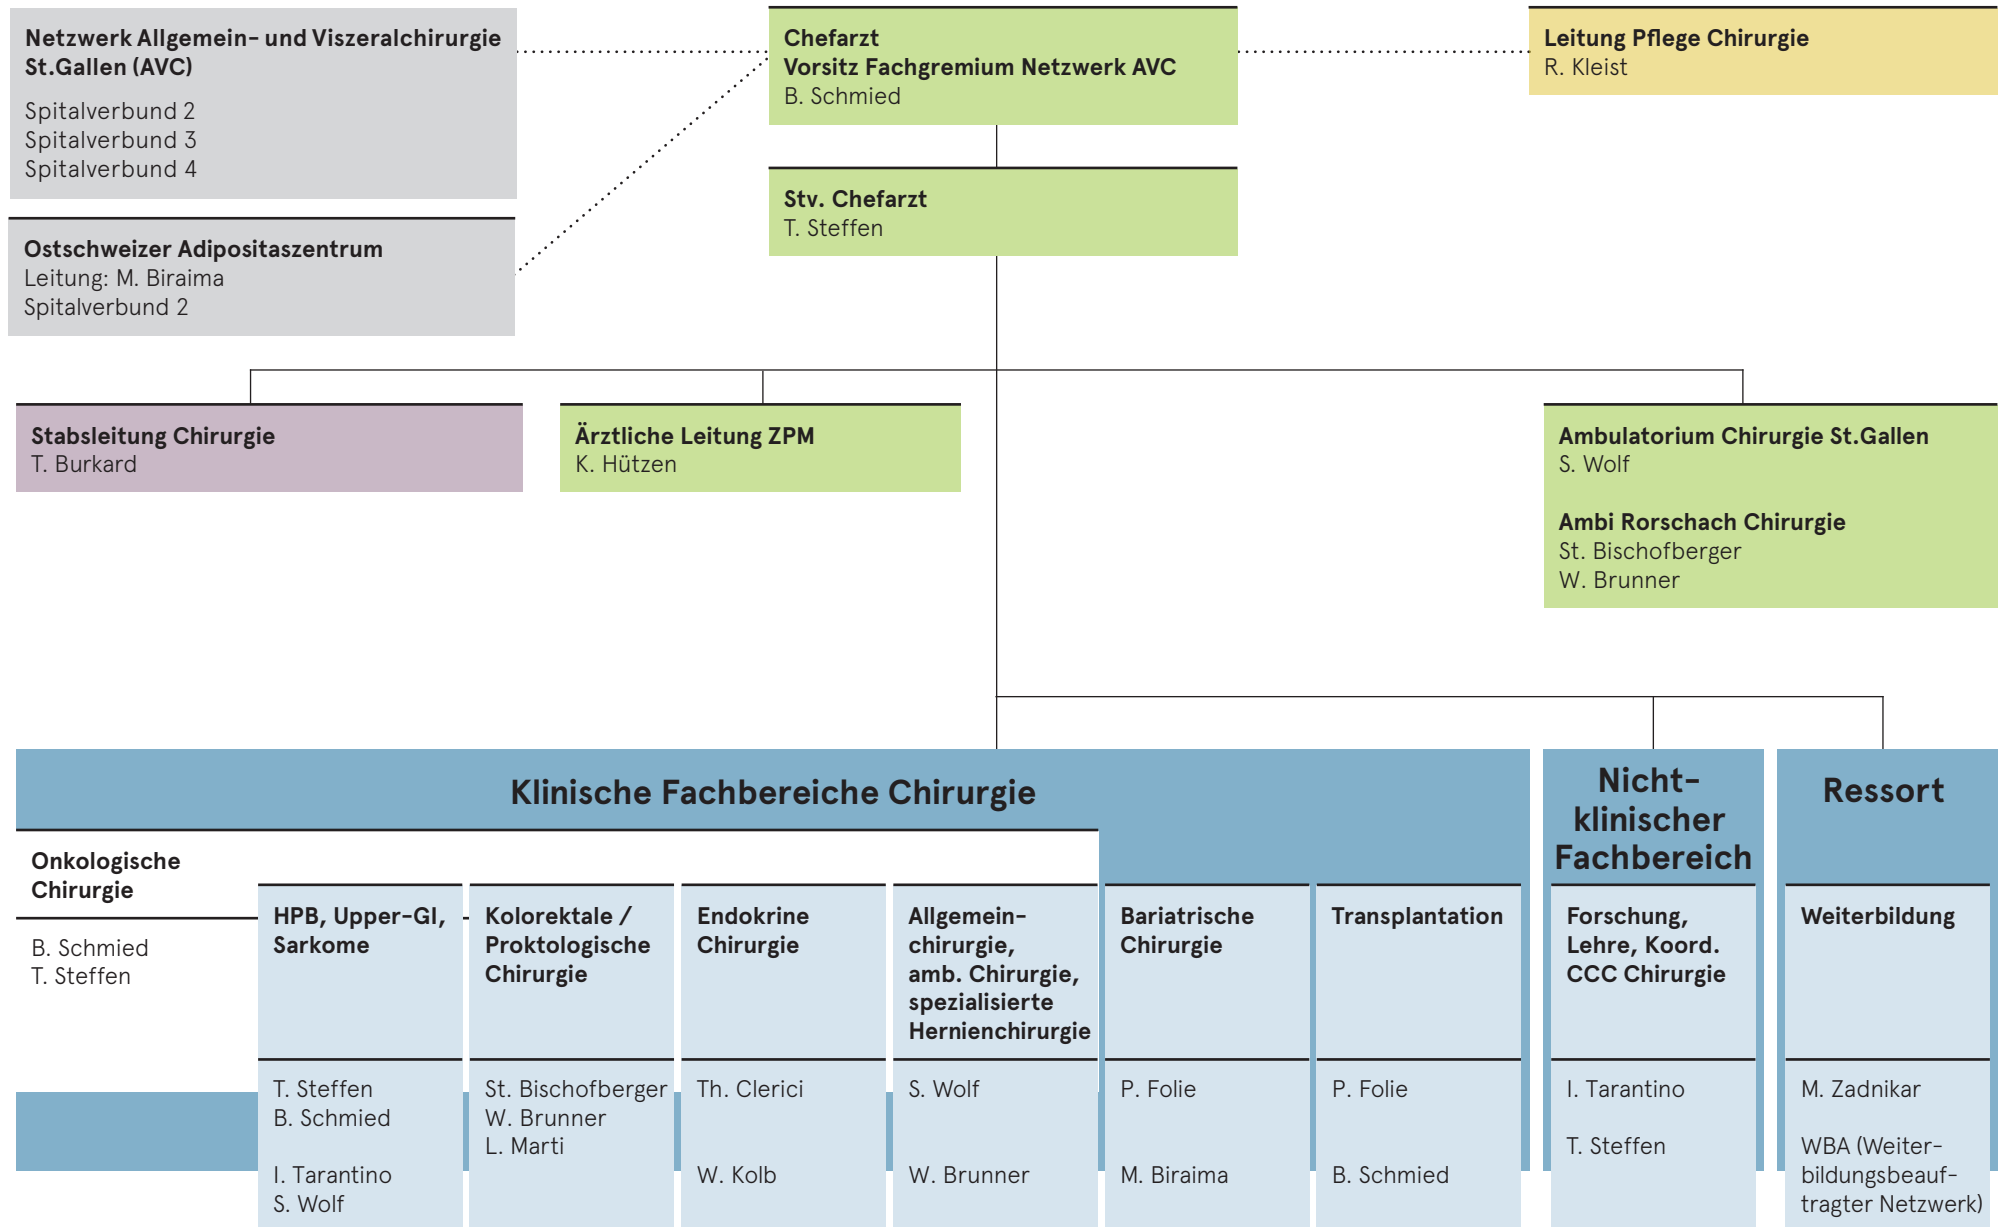 Netzwerk Allgemein- und Viszeralchirurgie
St.Gallen (AVC)
Spitalverbund 2
Spitalverbund 3
Spitalverbund 4
Chefarzt
Vorsitz Fachgremium Netzwerk AVC
B. Schmied
Leitung Pflege Chirurgie
R. Kleist
Stv. Chefarzt
T. Steffen
Ostschweizer Adipositaszentrum
Leitung: M. Biraima
Spitalverbund 2
Stabsleitung Chirurgie
T. Burkard
Ärztliche Leitung ZPM
K. Hützen
Ambulatorium Chirurgie St.Gallen
S. Wolf
Ambi Rorschach Chirurgie
St. Bischofberger
W. Brunner
Klinische Fachbereiche Chirurgie
Onkologische
Chirurgie
B. Schmied
T. Steffen
HPB, Upper-GI,
Sarkome
T. Steffen
B. Schmied
I. Tarantino
S. Wolf
Kolorektale /
Proktologische
Chirurgie
St. Bischofberger
W. Brunner
L. Marti
Endokrine
Chirurgie
Th. Clerici
W. Kolb
Allgemein-
chirurgie,
amb. Chirurgie,
spezialisierte
Hernienchirurgie
S. Wolf
W. Brunner
Bariatrische
Chirurgie
P. Folie
M. Biraima
Transplantation
P. Folie
B. Schmied
Nicht-
klinischer
Fachbereich
Forschung,
Lehre, Koord.
CCC Chirurgie
I. Tarantino
T. Steffen
Ressort
Weiterbildung
M. Zadnikar
WBA (Weiter-
bildungsbeauf-
tragter Netzwerk)